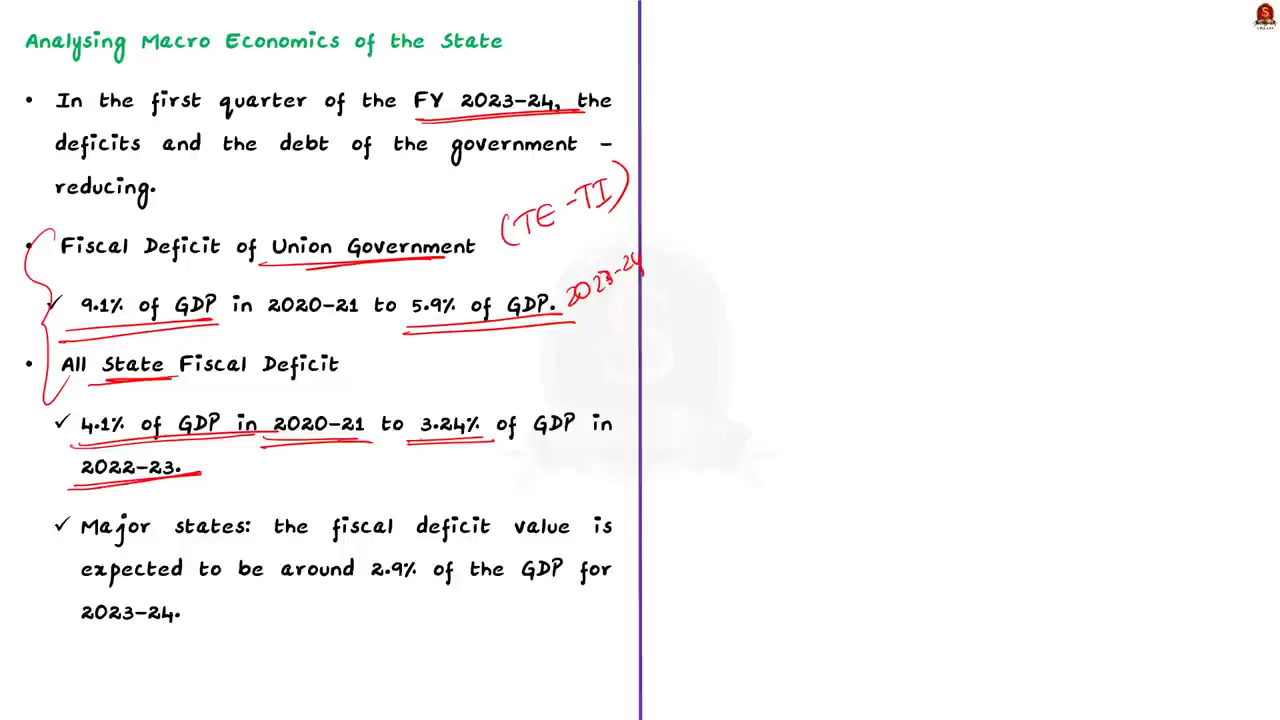 Analysing Macro Economics of the State
• In the first quarter of the FY 2023-24, the
deficits and the debt of the government -
reducing.
(TE-TI)
• Fiscal Deficit of Union Government
2023-24
✓ 9.1% of GDP in 2020-21 to 5.9% of GDP.
• All State Fiscal Deficit
✓ 4.1% of GDP in 2020-21 to 3.24% of GDP in
2022-23.
✓ Major states: the fiscal deficit value is
expected to be around 2.9% of the GDP for
2023-24.